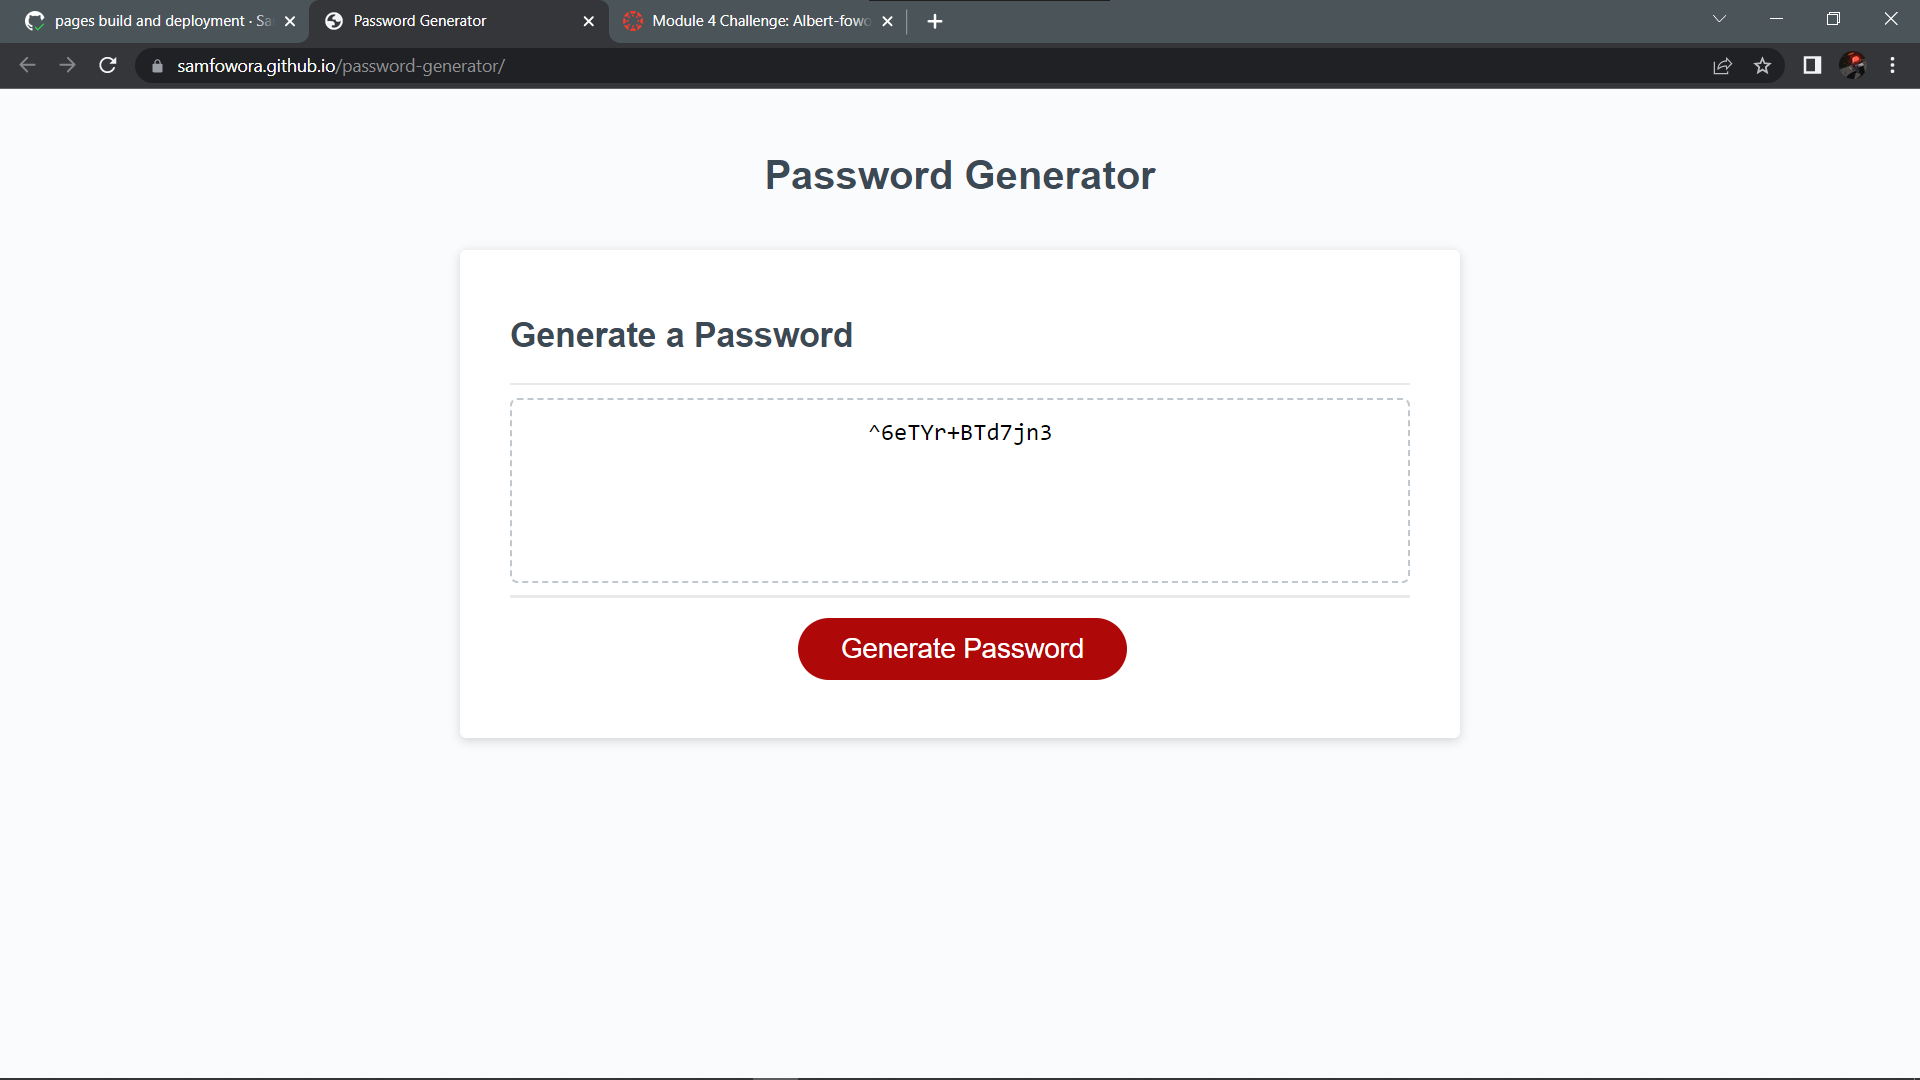 pages build and deployment · Sa
Password Generator
Module 4 Challenge: Albert-fowo
samfowora.github.io/password-generator/
Password Generator
Generate a Password
^6eTYr+BTd7jn3
Generate Password